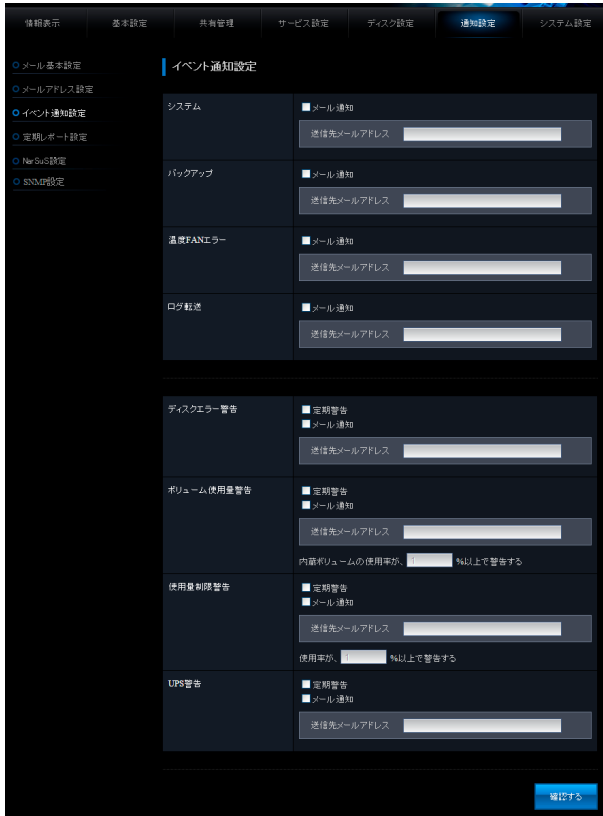 情報表示 基本設定 共有管理 サービス設定 ディスク設定 通知設定 システム設定
メール基本設定
メールアドレス設定
イベント通知設定
定期レポート設定
NarSuS設定
SNMP設定
イベント通知設定
システム
メール通知
送信先メールアドレス
バックアップ
メール通知
送信先メールアドレス
温度FANエラー
メール通知
送信先メールアドレス
ログ転送
メール通知
送信先メールアドレス
ディスクエラー警告
定期警告
メール通知
送信先メールアドレス
ボリューム使用量警告
定期警告
メール通知
送信先メールアドレス
内蔵ボリュームの使用率が、 1 %以上で警告する
使用量制限警告
定期警告
メール通知
送信先メールアドレス
使用率が、 1 %以上で警告する
UPS警告
定期警告
メール通知
送信先メールアドレス
確認する